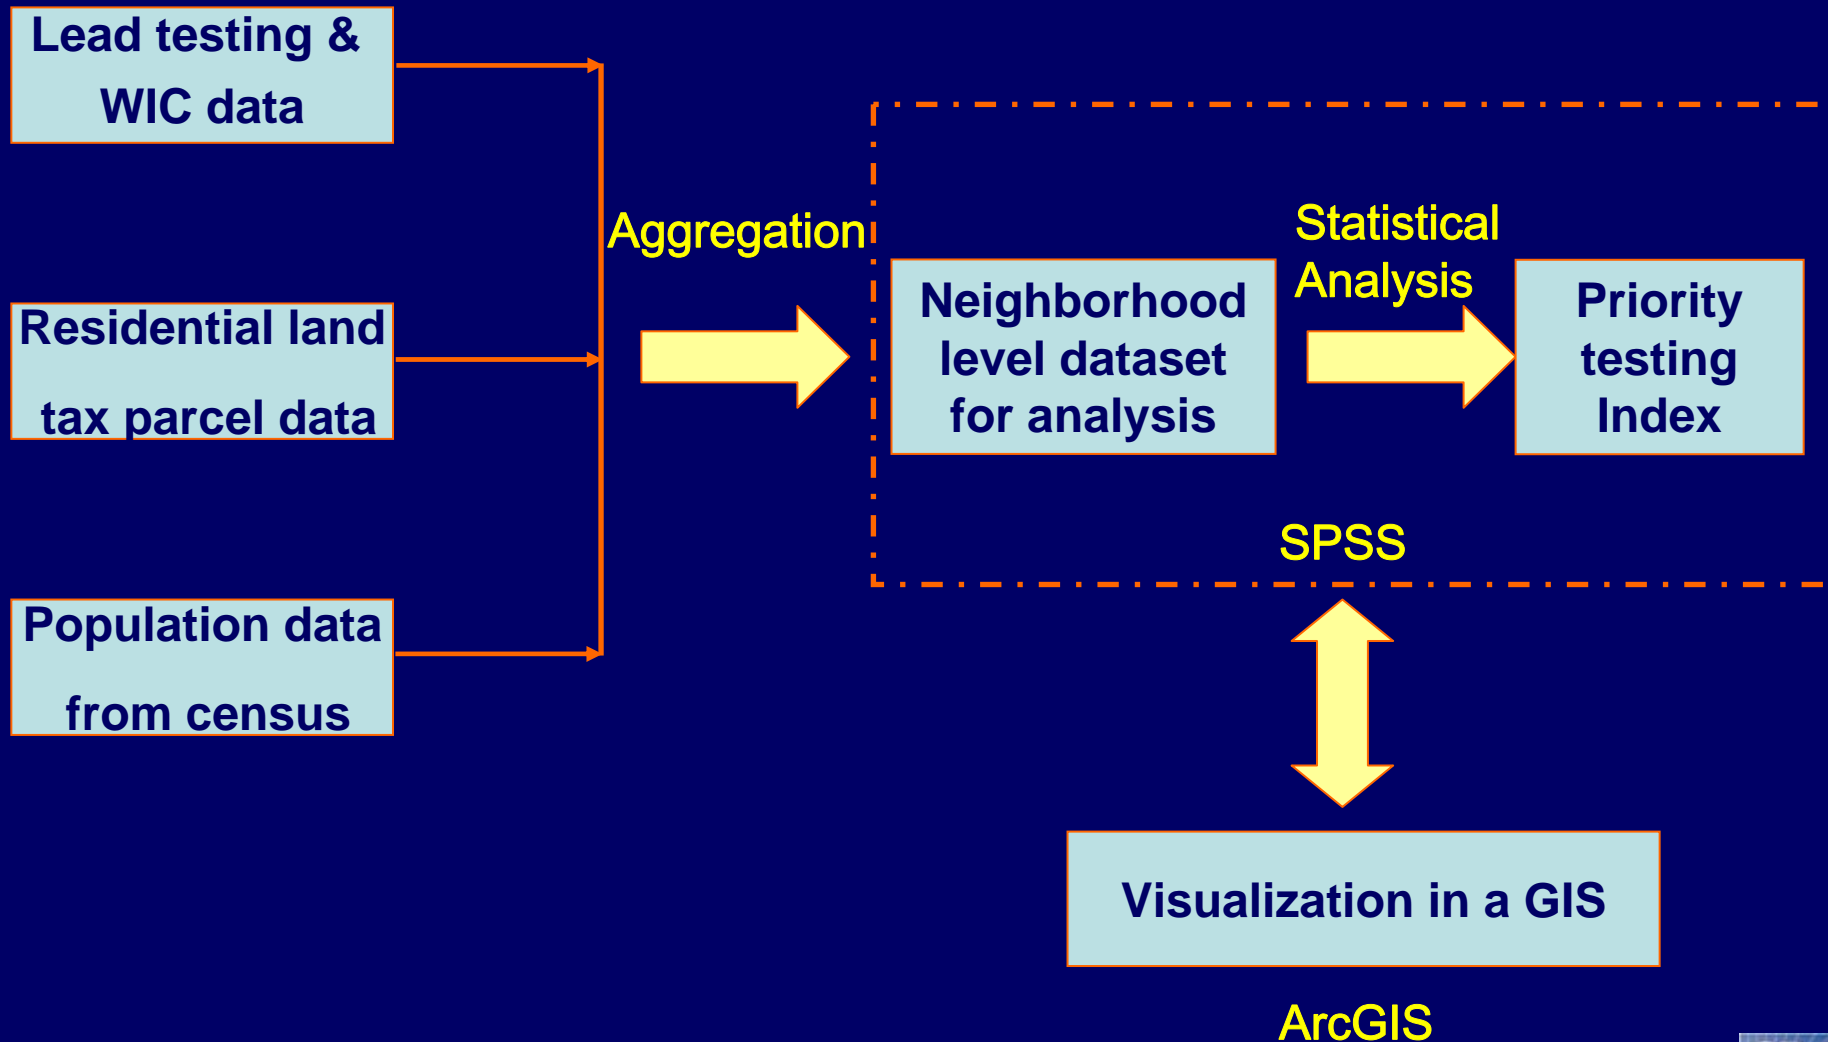 Lead testing &
WIC data
Residential land
tax parcel data
Population data
from census
Aggregation
Neighborhood
level dataset
for analysis
Statistical
Analysis
Priority
testing
Index
SPSS
Visualization in a GIS
ArcGIS